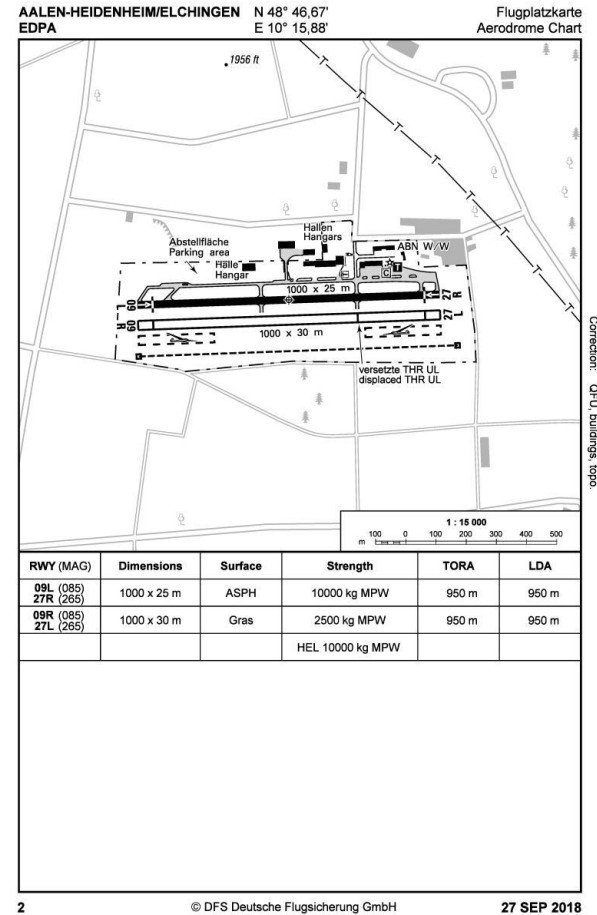 AALEN-HEIDENHEIM/ELCHINGEN N 48° 46,67' Flugplatzkarte
EDPA E 10° 15,88' Aerodrome Chart
1956 ft
Hallen
Hangars
Abstellfläche
Parking area
ABN W/W
Halle
Hangar
C
T
1000 x 25 m
09 L
27 R
09 R
27 L
1000 x 30 m
versetzte THR UL
displaced THR UL
T T T T T T T T
Correction: QFU, buildings, topo.
1 : 15 000
m 100 0 100 200 300 400 500
RWY (MAG) Dimensions Surface Strength TORA LDA
09L (085) 1000 x 25 m ASPH 10000 kg MPW 950 m 950 m
27R (265)
09R (085) 1000 x 30 m Gras 2500 kg MPW 950 m 950 m
27L (265)
HEL 10000 kg MPW
2 © DFS Deutsche Flugsicherung GmbH 27 SEP 2018